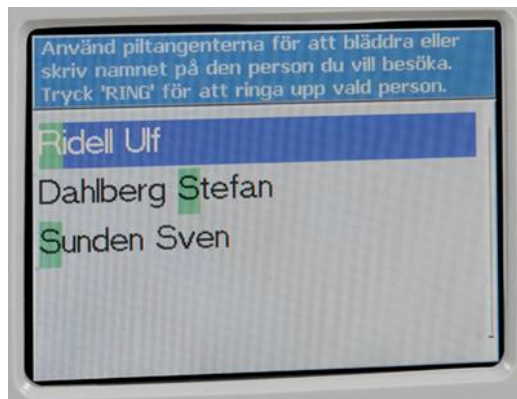 Använd piltangenterna för att bläddra eller
skriv namnet på den person du vill besöka.
Tryck 'RING' för att ringa upp vald person.
Ridell Ulf
Dahlberg Stefan
Sunden Sven